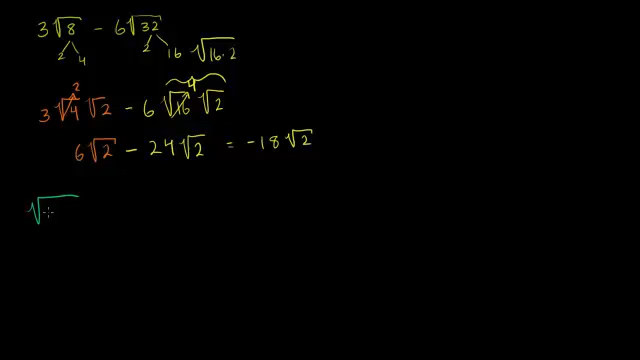 3√8 − 6√32
2 4 2 16 √16·2
2 4
3√4 √2 − 6 √16 √2
6√2 − 24√2 = −18√2
√